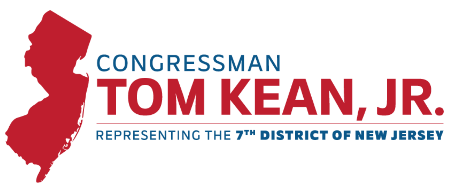 CONGRESSMAN
TOM KEAN, JR.
REPRESENTING THE 7TH DISTRICT OF NEW JERSEY